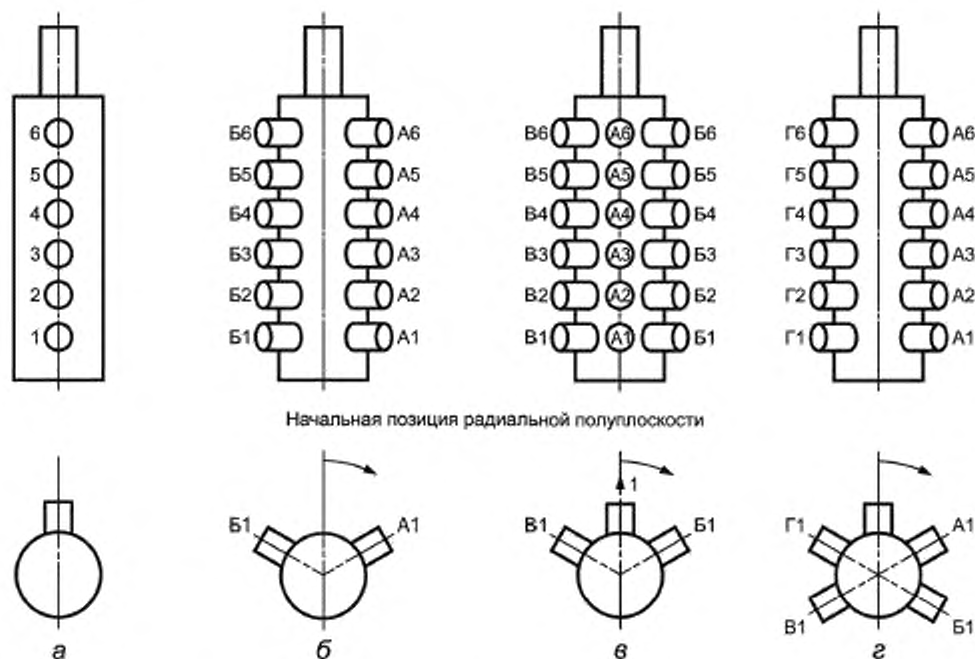 6 Б6 А6 В6 А6 Б6 Г6 А6
5 Б5 А5 В5 А5 Б5 Г5 А5
4 Б4 А4 В4 А4 Б4 Г4 А4
3 Б3 А3 В3 А3 Б3 Г3 А3
2 Б2 А2 В2 А2 Б2 Г2 А2
1 Б1 А1 В1 А1 Б1 Г1 А1
Начальная позиция радиальной полуплоскости
1
Б1 А1 В1 Б1 Г1 А1
В1 Б1
а б в г